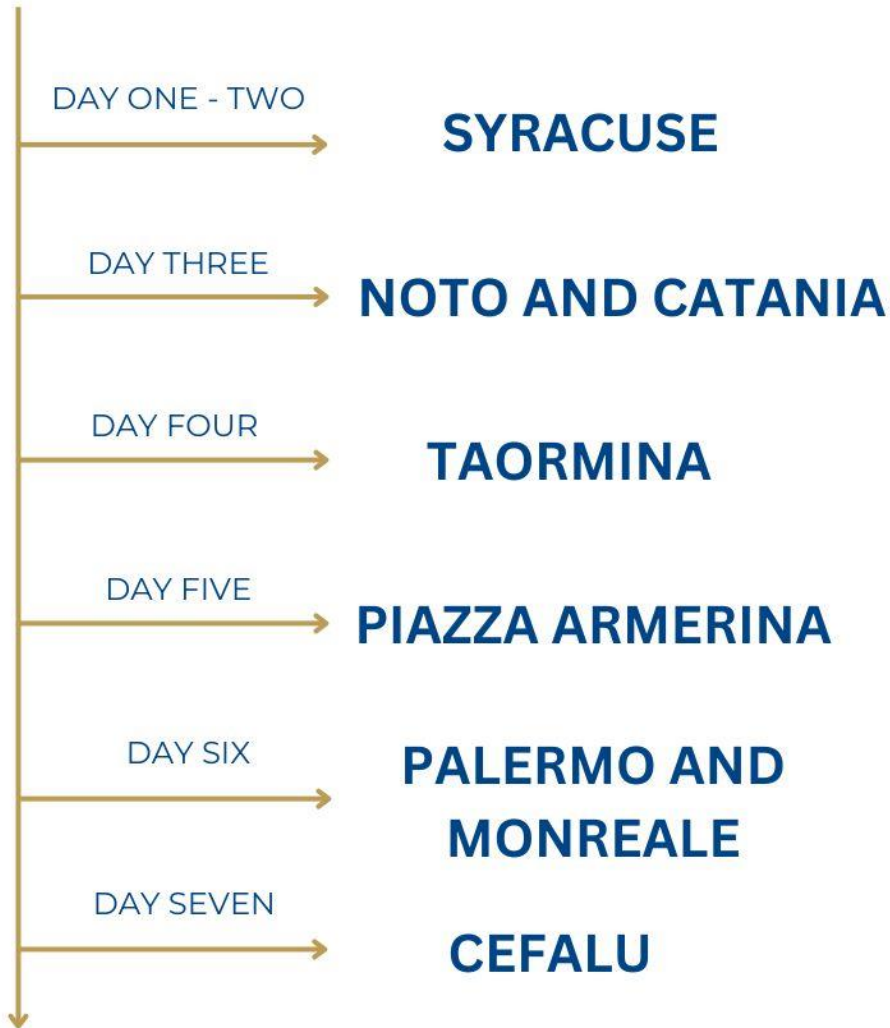 DAY ONE - TWO
SYRACUSE
DAY THREE
NOTO AND CATANIA
DAY FOUR
TAORMINA
DAY FIVE
PIAZZA ARMERINA
DAY SIX
PALERMO AND
MONREALE
DAY SEVEN
CEFALU